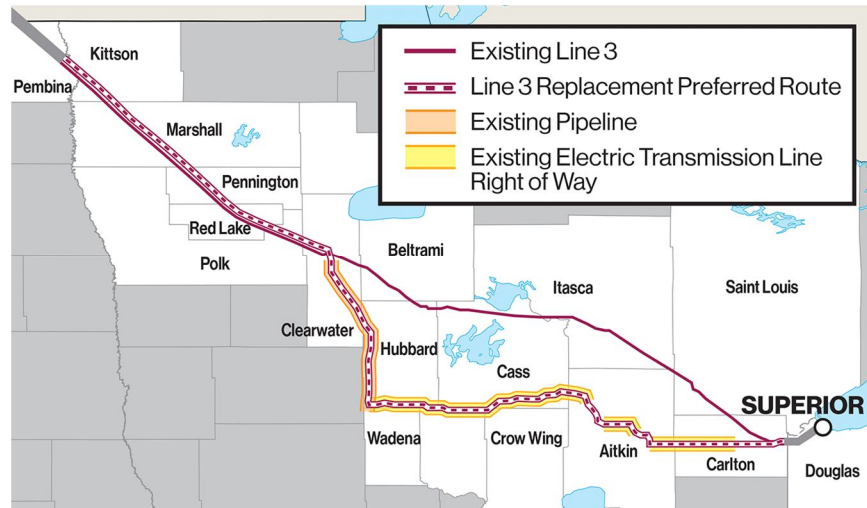 Existing Line 3
Line 3 Replacement Preferred Route
Existing Pipeline
Existing Electric Transmission Line
Right of Way
Kittson
Pembina
Marshall
Pennington
Red Lake
Polk
Beltrami
Itasca
Saint Louis
Clearwater
Hubbard
Cass
SUPERIOR
Wadena
Crow Wing
Aitkin
Carlton
Douglas